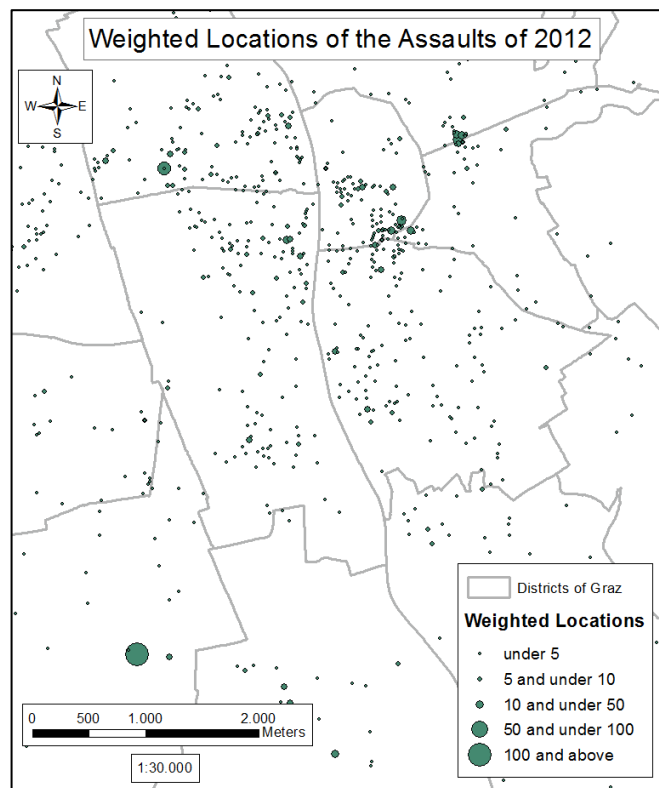 Weighted Locations of the Assaults of 2012
N
W E
S
Districts of Graz
Weighted Locations
under 5
5 and under 10
10 and under 50
50 and under 100
100 and above
0 500 1.000 2.000
Meters
1:30.000